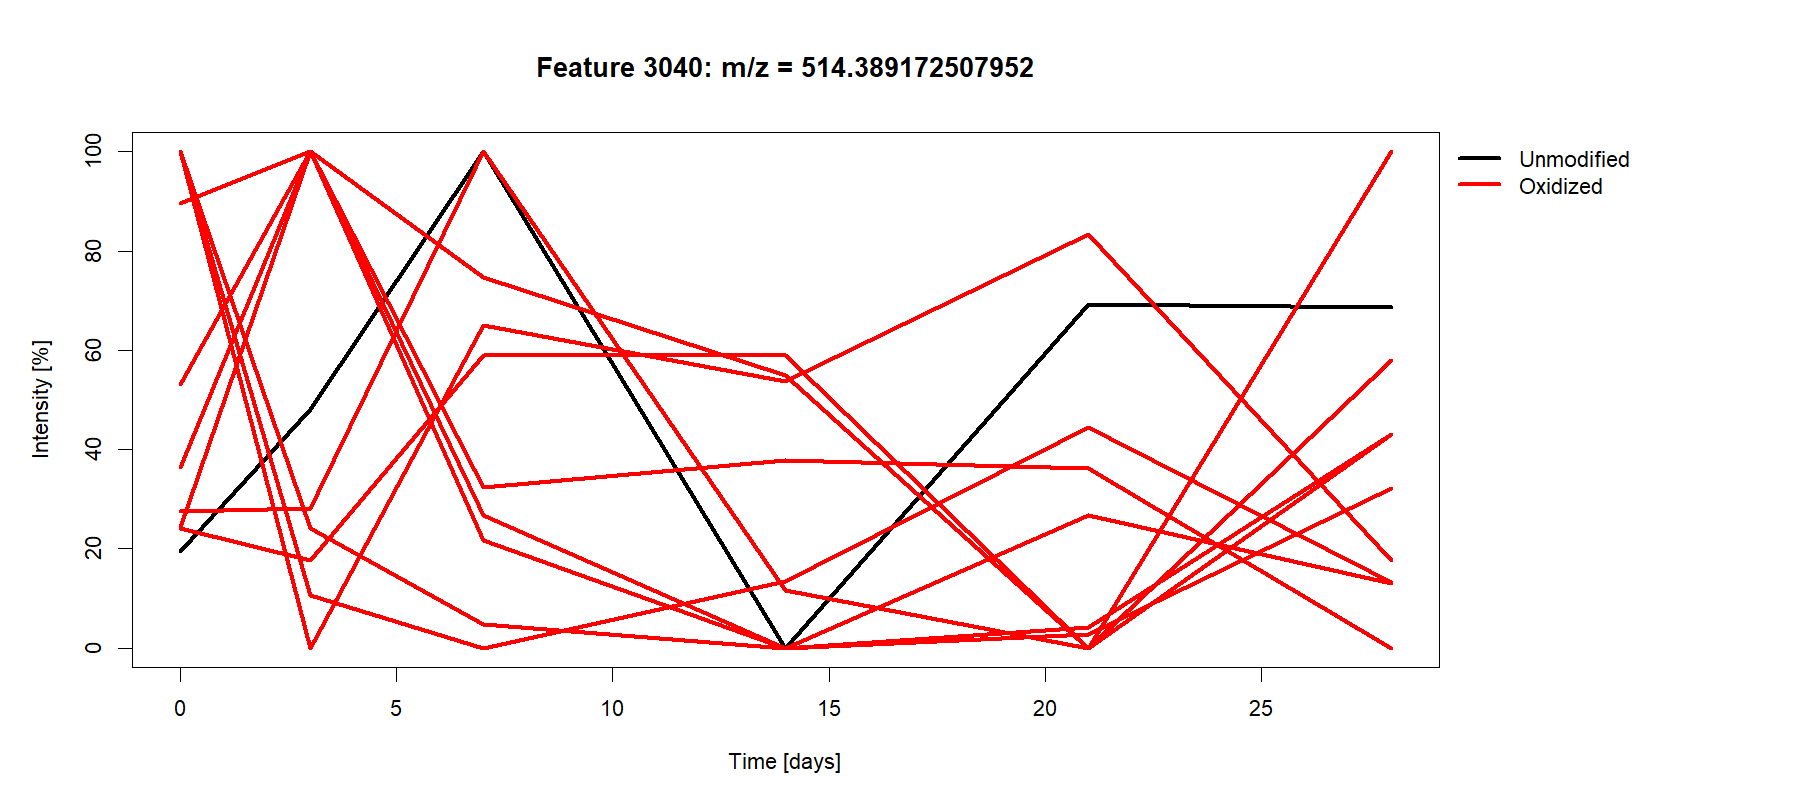 Feature 3040: m/z = 514.389172507952
Unmodified
Oxidized
Intensity [%]
100
80
60
40
20
0
0 5 10 15 20 25
Time [days]